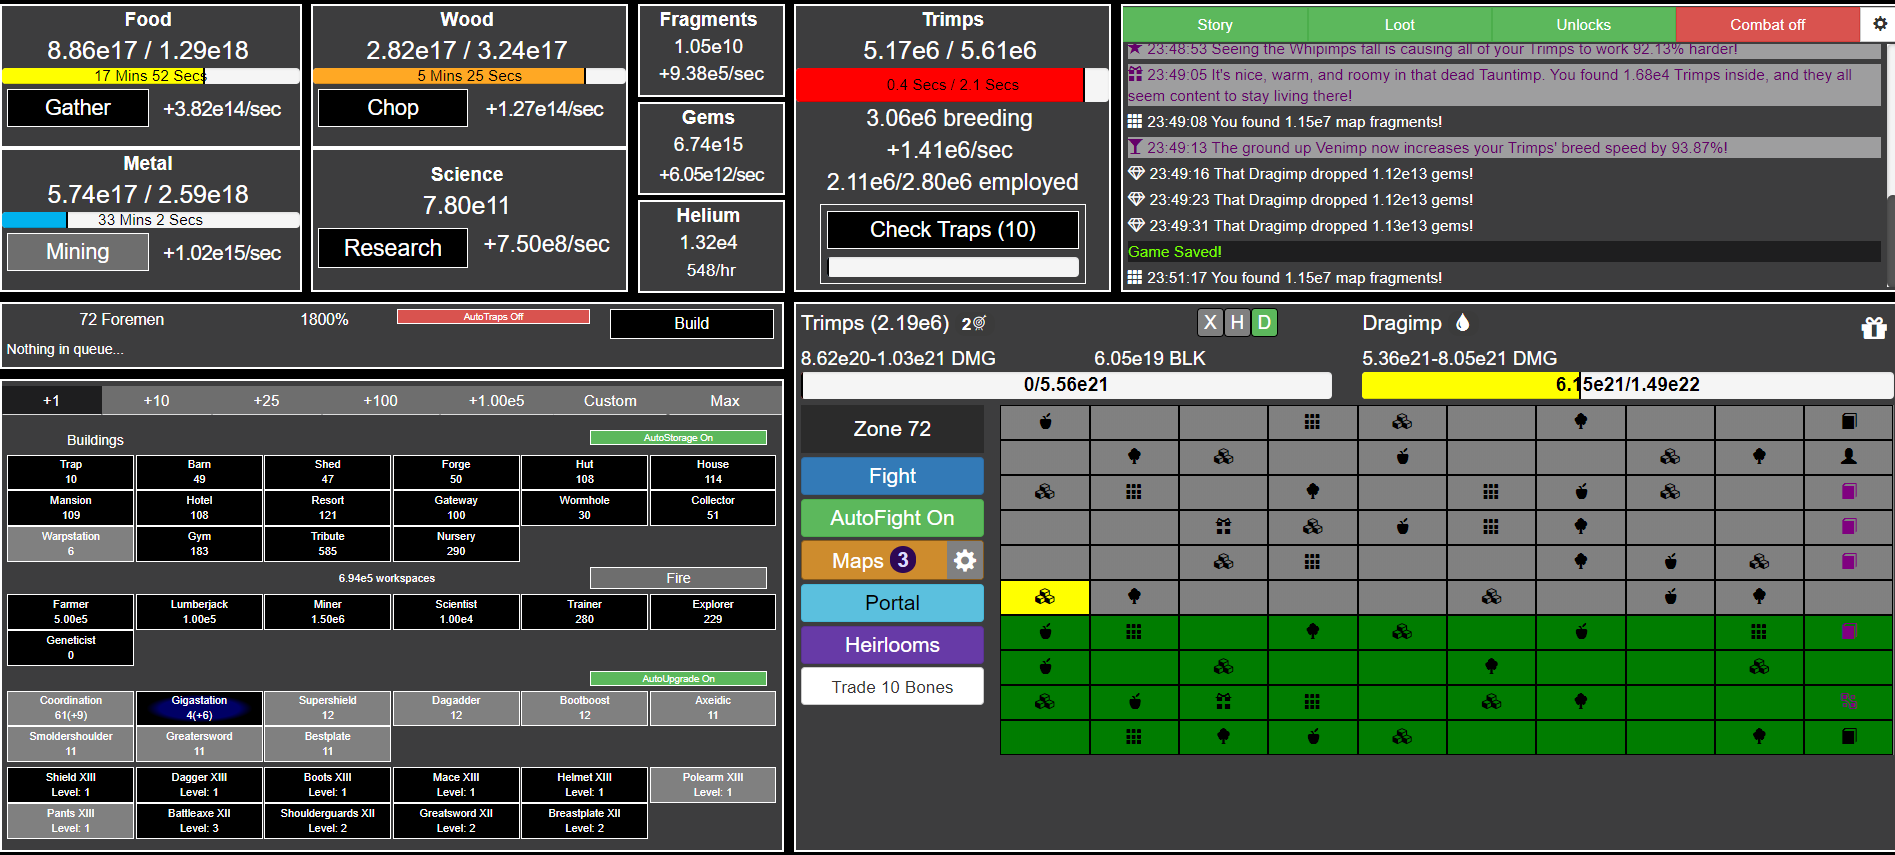 Food
8.86e17 / 1.29e18
17 Mins 52 Secs
Gather
+3.82e14/sec
Wood
2.82e17 / 3.24e17
5 Mins 25 Secs
Chop
+1.27e14/sec
Metal
5.74e17 / 2.59e18
33 Mins 2 Secs
Mining
+1.02e15/sec
Science
7.80e11
Research
+7.50e8/sec
Fragments
1.05e10
+9.38e5/sec
Gems
6.74e15
+6.05e12/sec
Helium
1.32e4
548/hr
Trimps
5.17e6 / 5.61e6
0.4 Secs / 2.1 Secs
3.06e6 breeding
+1.41e6/sec
2.11e6/2.80e6 employed
Check Traps (10)
Story
Loot
Unlocks
Combat off
23:48:53 Seeing the Whipimps fall is causing all of your Trimps to work 92.13% harder!
23:49:05 It's nice, warm, and roomy in that dead Tauntimp. You found 1.68e4 Trimps inside, and they all
seem content to stay living there!
23:49:08 You found 1.15e7 map fragments!
23:49:13 The ground up Venimp now increases your Trimps' breed speed by 93.87%!
23:49:16 That Dragimp dropped 1.12e13 gems!
23:49:23 That Dragimp dropped 1.12e13 gems!
23:49:31 That Dragimp dropped 1.13e13 gems!
Game Saved!
23:51:17 You found 1.15e7 map fragments!
72 Foremen
1800%
AutoTraps Off
Build
Nothing in queue...
+1
+10
+25
+100
+1.00e5
Custom
Max
Buildings
AutoStorage On
Trap
10
Barn
49
Shed
47
Forge
50
Hut
108
House
114
Mansion
109
Hotel
108
Resort
121
Gateway
100
Wormhole
30
Collector
51
Warpstation
6
Gym
183
Tribute
585
Nursery
290
6.94e5 workspaces
Fire
Farmer
5.00e5
Lumberjack
1.00e5
Miner
1.50e6
Scientist
1.00e4
Trainer
280
Explorer
229
Geneticist
0
AutoUpgrade On
Coordination
61(+9)
Gigastation
4(+6)
Supershield
12
Dagadder
12
Bootboost
12
Axeidic
11
Smoldershoulder
11
Greatersword
11
Bestplate
11
Shield XIII
Level: 1
Dagger XIII
Level: 1
Boots XIII
Level: 1
Mace XIII
Level: 1
Helmet XIII
Level: 1
Polearm XIII
Level: 1
Pants XIII
Level: 1
Battleaxe XII
Level: 3
Shoulderguards XII
Level: 2
Greatsword XII
Level: 2
Breastplate XII
Level: 2
Trimps (2.19e6) 2
X
H
D
8.62e20-1.03e21 DMG
6.05e19 BLK
0/5.56e21
Dragimp
5.36e21-8.05e21 DMG
6.15e21/1.49e22
Zone 72
Fight
AutoFight On
Maps 3
Portal
Heirlooms
Trade 10 Bones